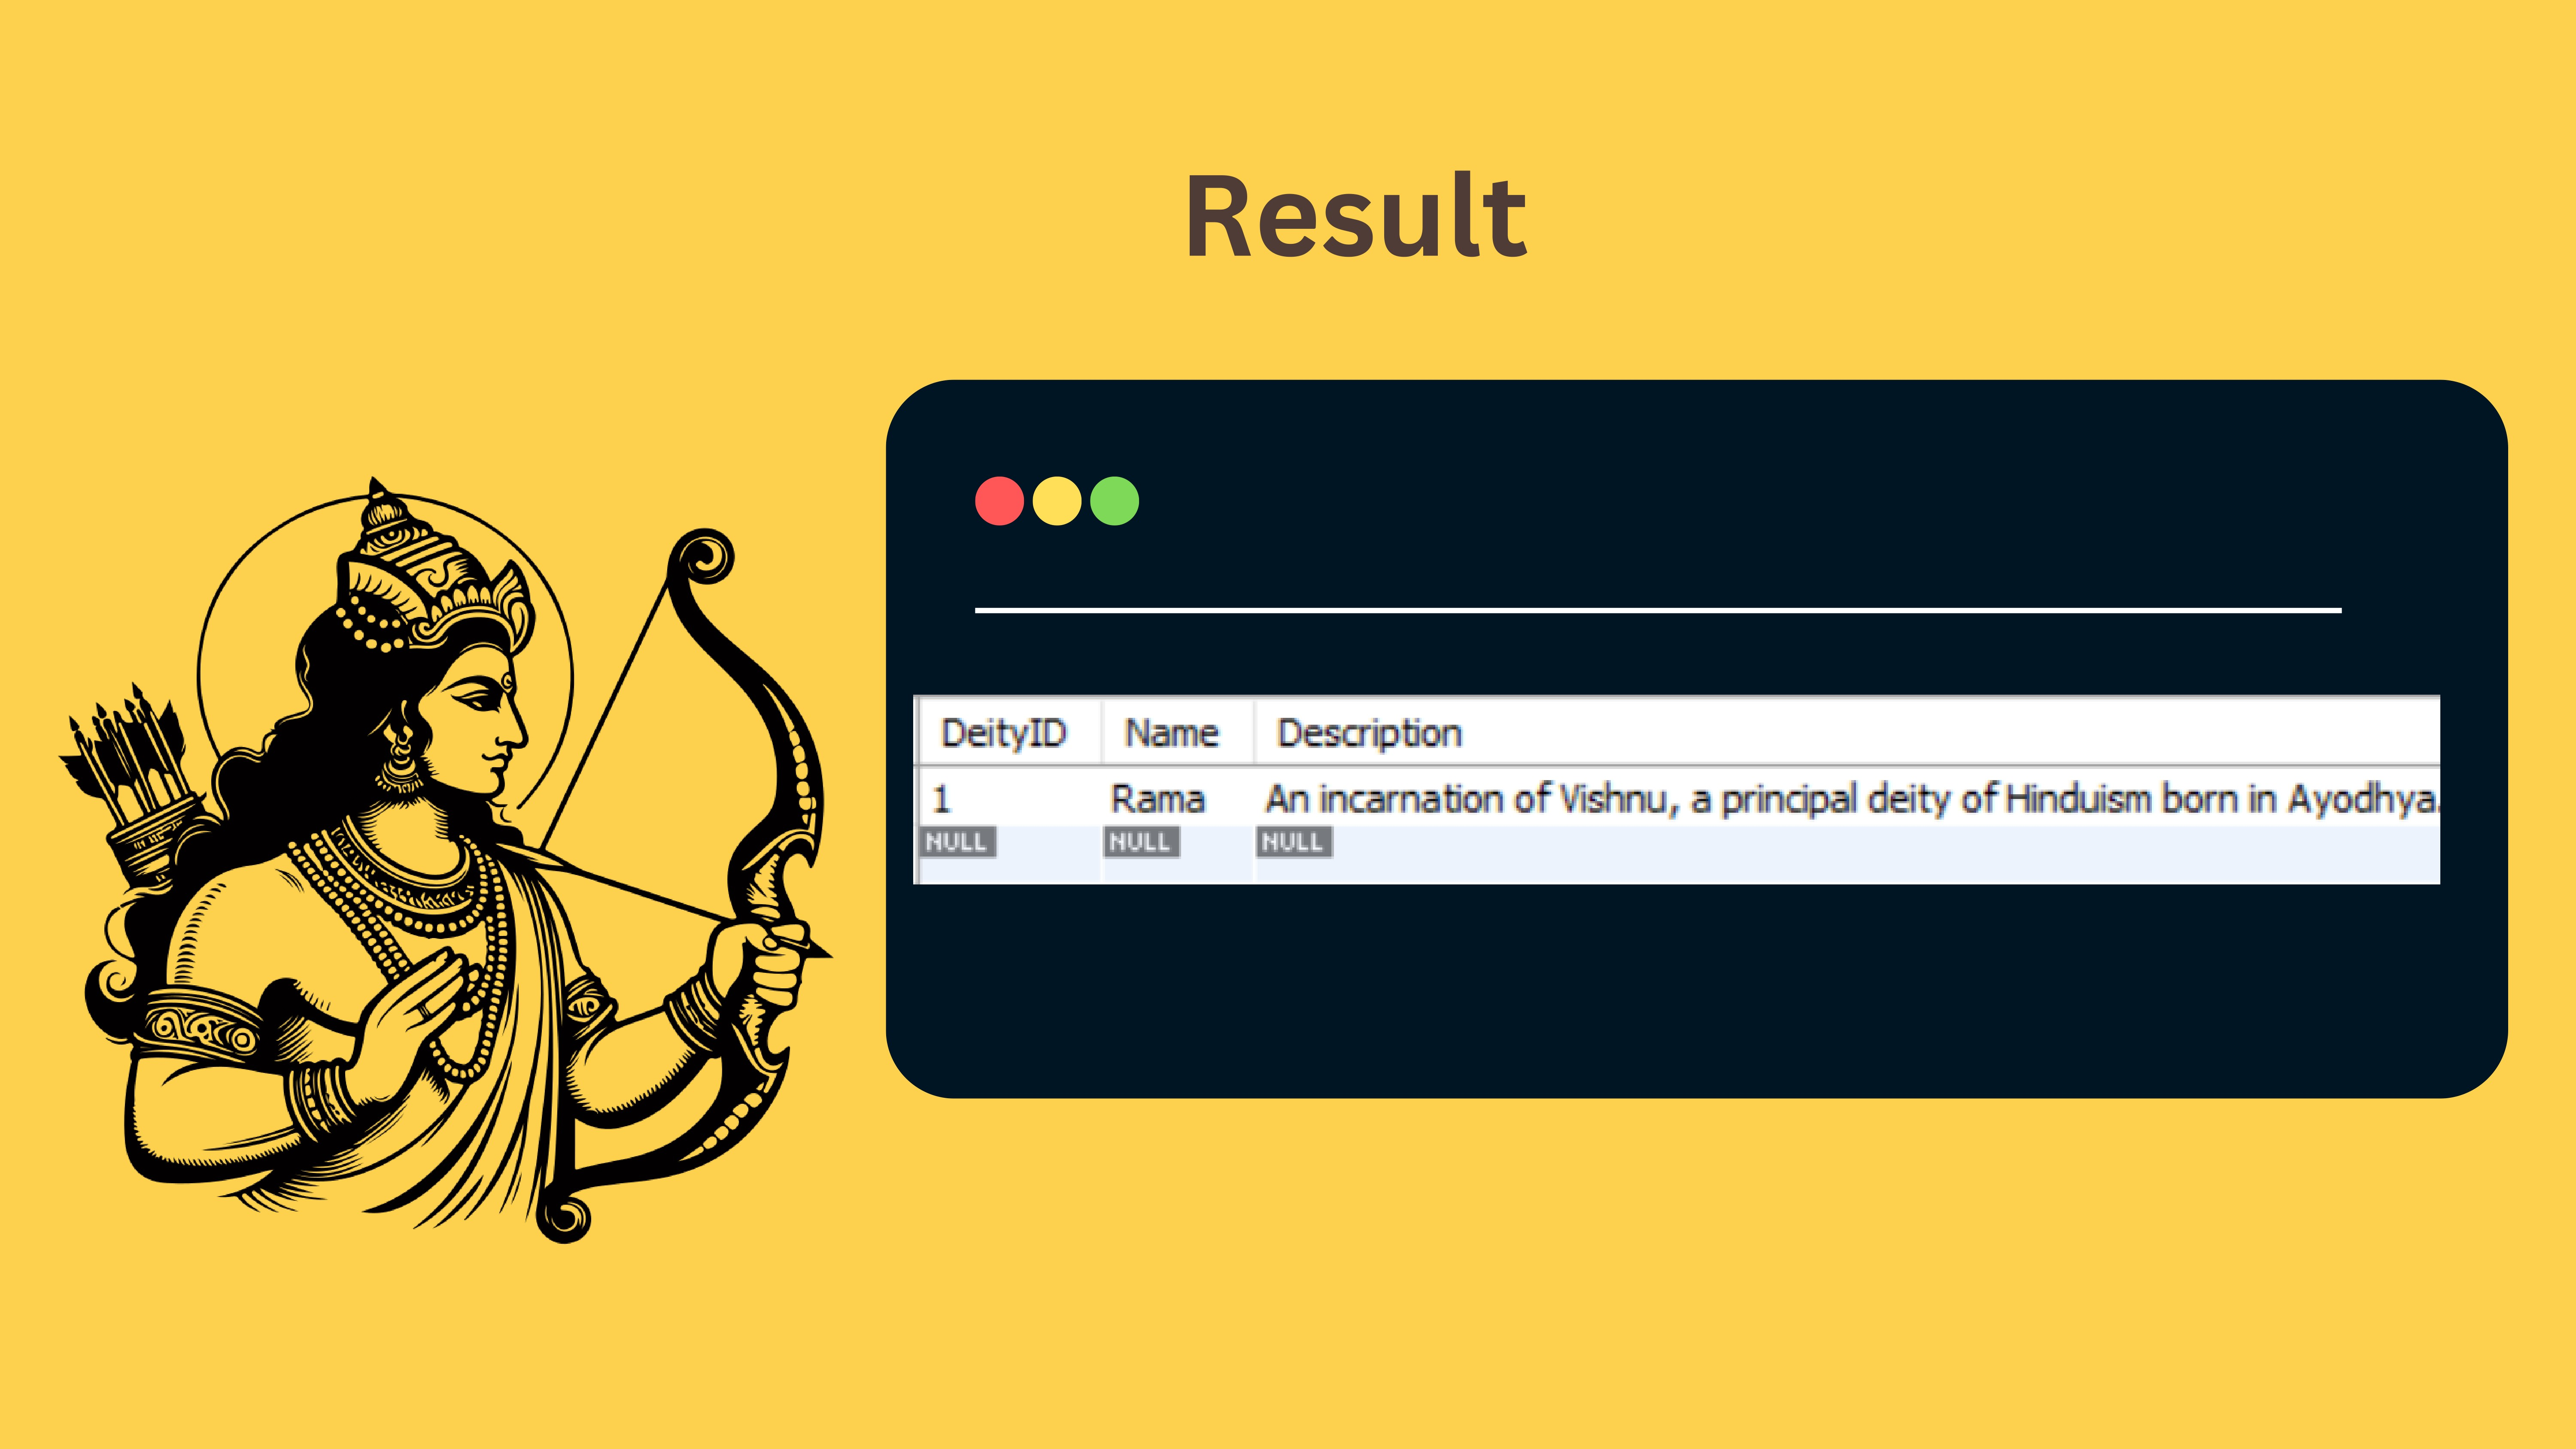 Result
DeityID Name Description
1 Rama An incarnation of Vishnu, a principal deity of Hinduism born in Ayodhya.
NULL NULL NULL